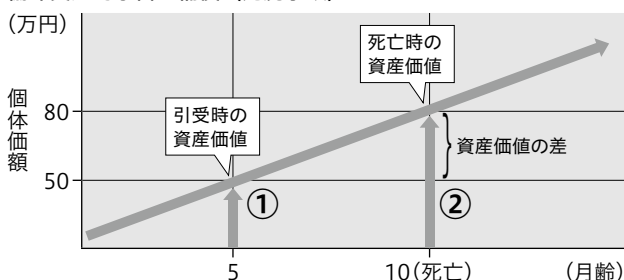 （万円）
個体価額
80
50
引受時の
資産価値
死亡時の
資産価値
資産価値の差
①
②
5
10（死亡）
（月齢）